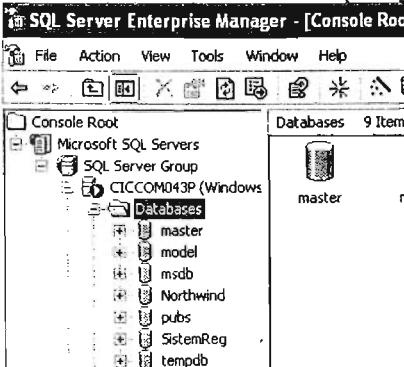 SQL Server Enterprise Manager - [Console Roo
File Action View Tools Window Help
Console Root
Microsoft SQL Servers
SQL Server Group
CICCOM043P (Windows
Databases
master
model
msdb
Northwind
pubs
SistemReg
tempdb
Databases 9 Item
master